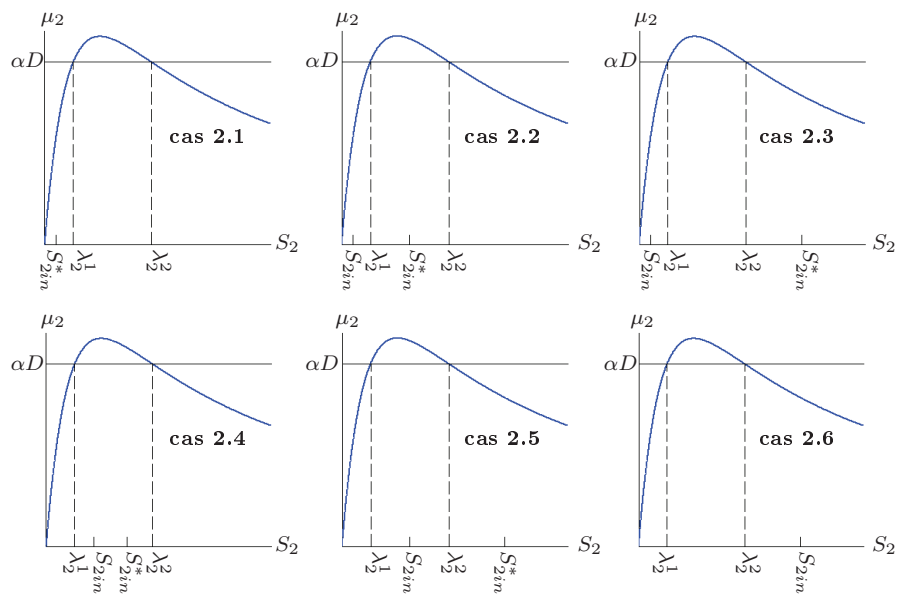 μ₂ μ₂ μ₂
αD αD αD
cas 2.1 cas 2.2 cas 2.3
S₂ S₂ S₂
S*₂in λ¹₂ λ²₂ S₂in λ¹₂ S*₂in λ²₂ S₂in λ¹₂ λ²₂ S*₂in
μ₂ μ₂ μ₂
αD αD αD
cas 2.4 cas 2.5 cas 2.6
S₂ S₂ S₂
λ¹₂ S₂in S*₂in λ²₂ λ¹₂ S₂in λ²₂ S*₂in λ¹₂ λ²₂ S₂in